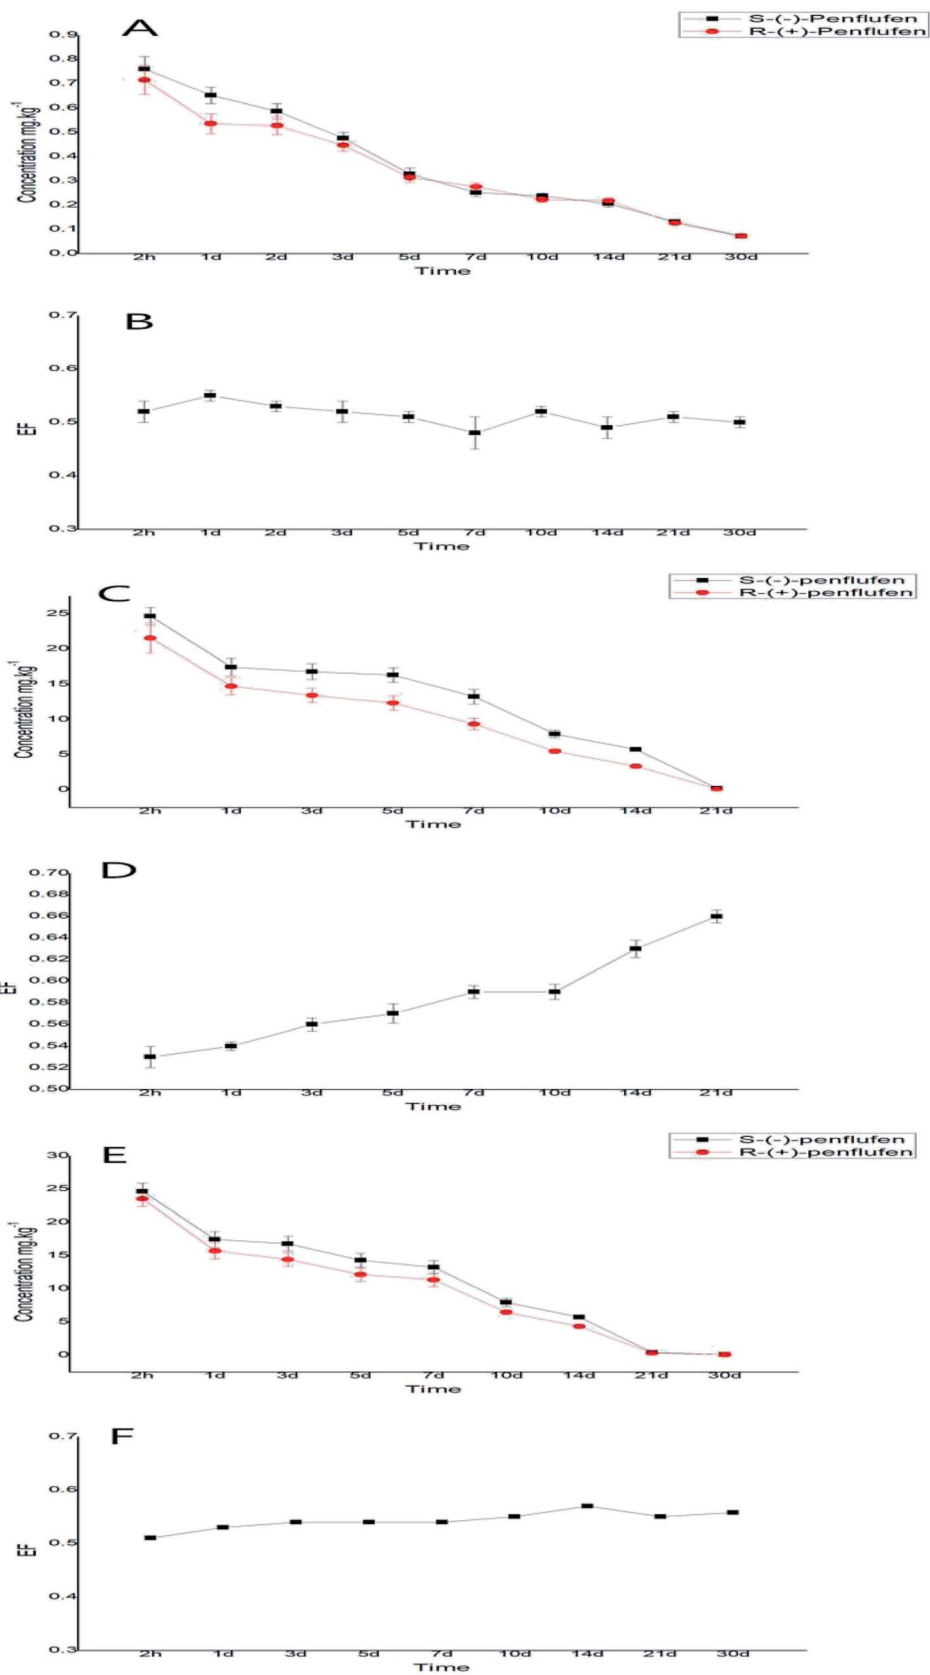 A
S-(-)-Penflufen
R-(+)-Penflufen
0.9
0.8
0.7
0.6
0.5
0.4
0.3
0.2
0.1
0.0
Concentration mg.kg-1
2h 1d 2d 3d 5d 7d 10d 14d 21d 30d
Time
B
0.7
0.6
0.5
0.4
0.3
EF
2h 1d 2d 3d 5d 7d 10d 14d 21d 30d
Time
C
S-(-)-penflufen
R-(+)-penflufen
25
20
15
10
5
0
Concentration mg.kg-1
2h 1d 3d 5d 7d 10d 14d 21d
Time
D
0.70
0.68
0.66
0.64
0.62
0.60
0.58
0.56
0.54
0.52
0.50
EF
2h 1d 3d 5d 7d 10d 14d 21d
Time
E
S-(-)-penflufen
R-(+)-penflufen
30
25
20
15
10
5
0
Concentration mg.kg-1
2h 1d 3d 5d 7d 10d 14d 21d 30d
Time
F
0.7
0.6
0.5
0.4
0.3
EF
2h 1d 3d 5d 7d 10d 14d 21d 30d
Time